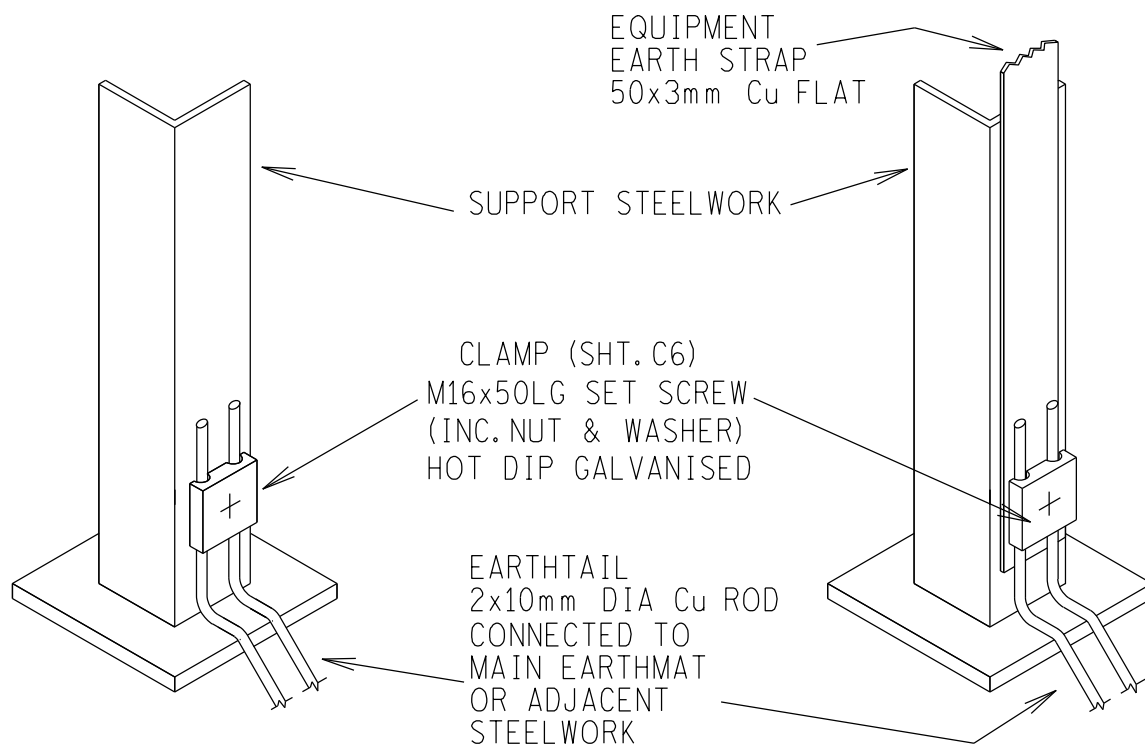 EQUIPMENT
EARTH STRAP
50x3mm Cu FLAT
SUPPORT STEELWORK
CLAMP (SHT. C6)
M16x50LG SET SCREW
(INC. NUT & WASHER)
HOT DIP GALVANISED
EARTHTAIL
2x10mm DIA Cu ROD
CONNECTED TO
MAIN EARTHMAT
OR ADJACENT
STEELWORK